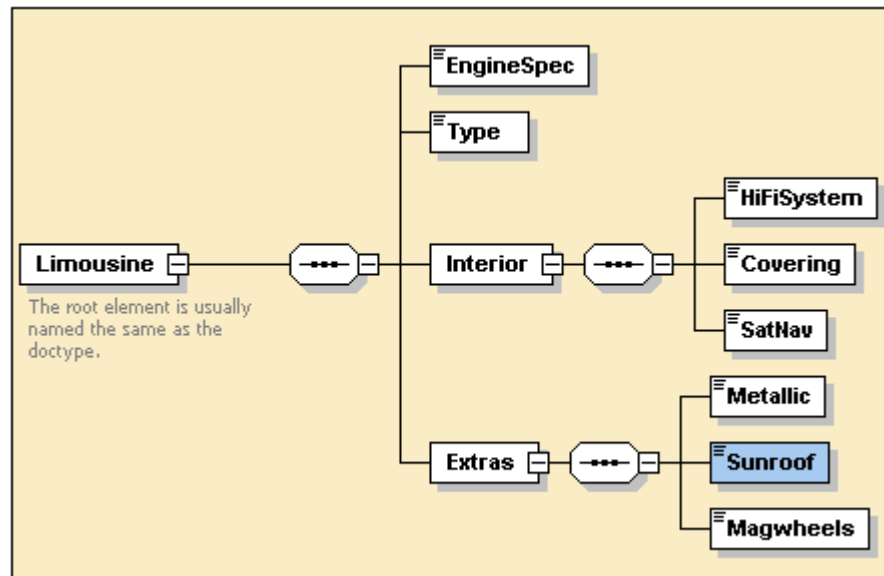 EngineSpec
Type
HiFiSystem
Limousine
Interior
Covering
The root element is usually
named the same as the
doctype.
SatNav
Metallic
Extras
Sunroof
Magwheels